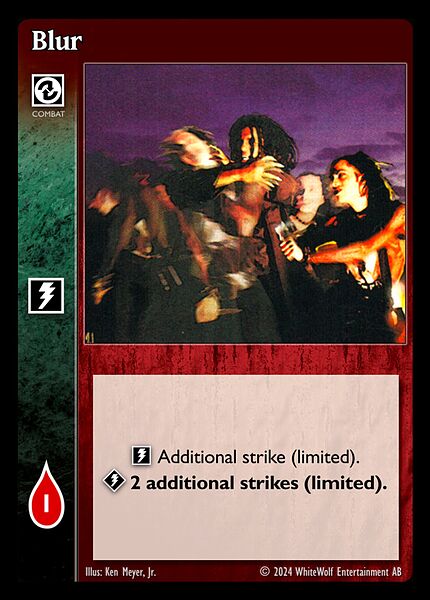 Blur
COMBAT
Additional strike (limited).
2 additional strikes (limited).
1
Illus: Ken Meyer, Jr.
© 2024 WhiteWolf Entertainment AB